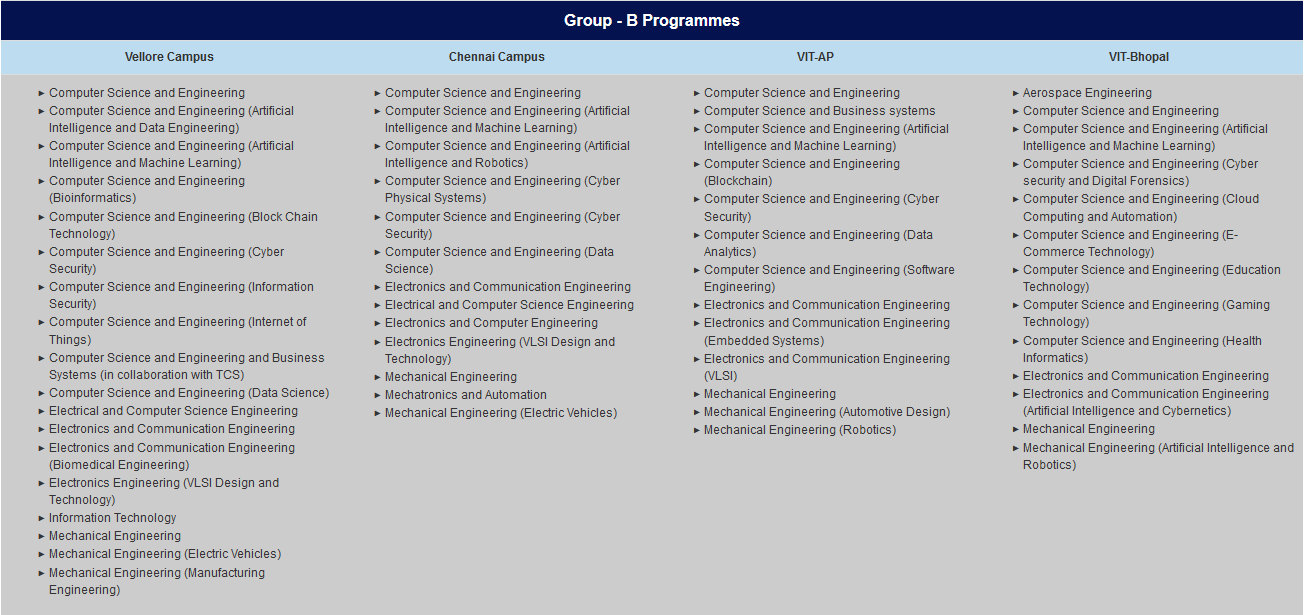 Group - B Programmes
Vellore Campus
Chennai Campus
VIT-AP
VIT-Bhopal
► Computer Science and Engineering
► Computer Science and Engineering (Artificial
Intelligence and Data Engineering)
► Computer Science and Engineering (Artificial
Intelligence and Machine Learning)
► Computer Science and Engineering
(Bioinformatics)
► Computer Science and Engineering (Block Chain
Technology)
► Computer Science and Engineering (Cyber
Security)
► Computer Science and Engineering (Information
Security)
► Computer Science and Engineering (Internet of
Things)
► Computer Science and Engineering and Business
Systems (in collaboration with TCS)
► Computer Science and Engineering (Data Science)
► Electrical and Computer Science Engineering
► Electronics and Communication Engineering
► Electronics and Communication Engineering
(Biomedical Engineering)
► Electronics Engineering (VLSI Design and
Technology)
► Information Technology
► Mechanical Engineering
► Mechanical Engineering (Electric Vehicles)
► Mechanical Engineering (Manufacturing
Engineering)
► Computer Science and Engineering
► Computer Science and Engineering (Artificial
Intelligence and Machine Learning)
► Computer Science and Engineering (Artificial
Intelligence and Robotics)
► Computer Science and Engineering (Cyber
Physical Systems)
► Computer Science and Engineering (Cyber
Security)
► Computer Science and Engineering (Data
Science)
► Electronics and Communication Engineering
► Electrical and Computer Science Engineering
► Electronics and Computer Engineering
► Electronics Engineering (VLSI Design and
Technology)
► Mechanical Engineering
► Mechatronics and Automation
► Mechanical Engineering (Electric Vehicles)
► Computer Science and Engineering
► Computer Science and Business systems
► Computer Science and Engineering (Artificial
Intelligence and Machine Learning)
► Computer Science and Engineering
(Blockchain)
► Computer Science and Engineering (Cyber
Security)
► Computer Science and Engineering (Data
Analytics)
► Computer Science and Engineering (Software
Engineering)
► Electronics and Communication Engineering
► Electronics and Communication Engineering
(Embedded Systems)
► Electronics and Communication Engineering
(VLSI)
► Mechanical Engineering
► Mechanical Engineering (Automotive Design)
► Mechanical Engineering (Robotics)
► Aerospace Engineering
► Computer Science and Engineering
► Computer Science and Engineering (Artificial
Intelligence and Machine Learning)
► Computer Science and Engineering (Cyber
security and Digital Forensics)
► Computer Science and Engineering (Cloud
Computing and Automation)
► Computer Science and Engineering (E-
Commerce Technology)
► Computer Science and Engineering (Education
Technology)
► Computer Science and Engineering (Gaming
Technology)
► Computer Science and Engineering (Health
Informatics)
► Electronics and Communication Engineering
► Electronics and Communication Engineering
(Artificial Intelligence and Cybernetics)
► Mechanical Engineering
► Mechanical Engineering (Artificial Intelligence and
Robotics)